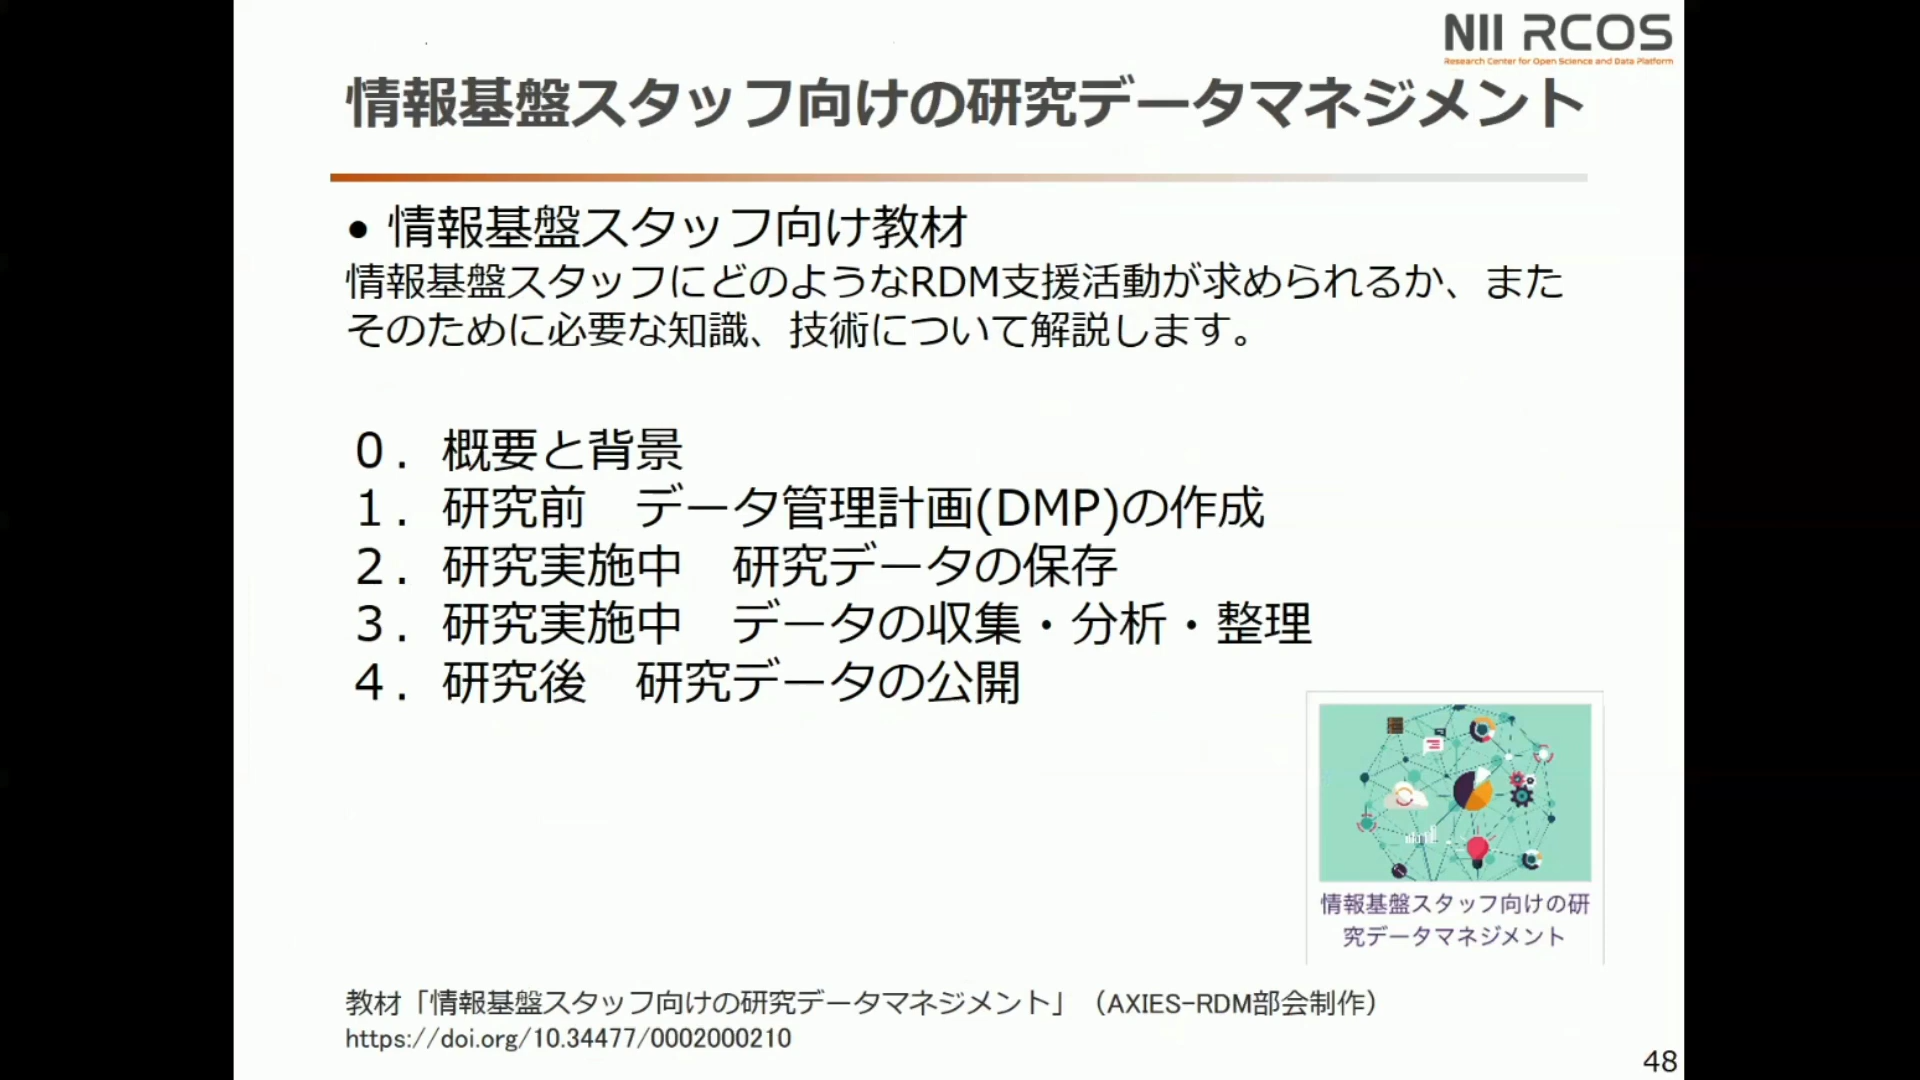 NII RCOS
Research Center for Open Science and Data Platform
情報基盤スタッフ向けの研究データマネジメント
• 情報基盤スタッフ向け教材
情報基盤スタッフにどのようなRDM支援活動が求められるか、また
そのために必要な知識、技術について解説します。
０．概要と背景
１．研究前　データ管理計画(DMP)の作成
２．研究実施中　研究データの保存
３．研究実施中　データの収集・分析・整理
４．研究後　研究データの公開
情報基盤スタッフ向けの研
究データマネジメント
教材「情報基盤スタッフ向けの研究データマネジメント」（AXIES-RDM部会制作）
https://doi.org/10.34477/0002000210
48